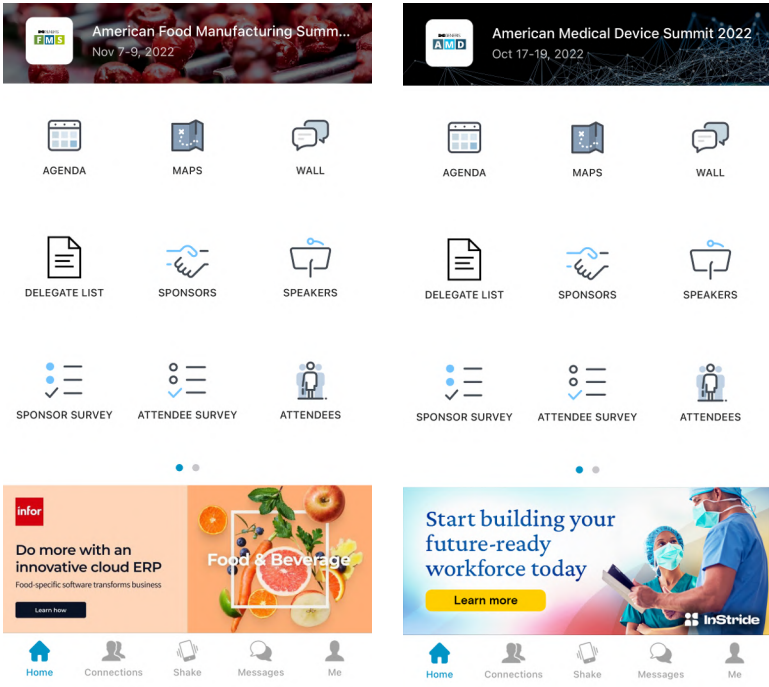 FMS
American Food Manufacturing Summ...
Nov 7-9, 2022
AGENDA
MAPS
WALL
DELEGATE LIST
SPONSORS
SPEAKERS
SPONSOR SURVEY
ATTENDEE SURVEY
ATTENDEES
infor
Do more with an
innovative cloud ERP
Food-specific software transforms business
Learn how
Food & Beverage
Home
Connections
Shake
Messages
Me
AMD
American Medical Device Summit 2022
Oct 17-19, 2022
AGENDA
MAPS
WALL
DELEGATE LIST
SPONSORS
SPEAKERS
SPONSOR SURVEY
ATTENDEE SURVEY
ATTENDEES
Start building your
future-ready
workforce today
Learn more
InStride
Home
Connections
Shake
Messages
Me